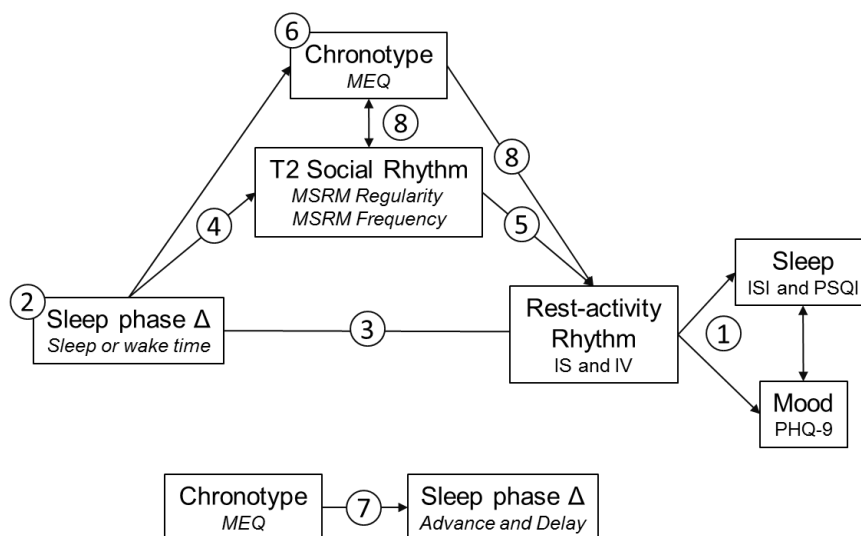 6
Chronotype
MEQ
8
8
T2 Social Rhythm
MSRM Regularity
MSRM Frequency
4
5
2
Sleep phase Δ
Sleep or wake time
3
Rest-activity
Rhythm
IS and IV
Sleep
ISI and PSQI
1
Mood
PHQ-9
Chronotype
MEQ
7
Sleep phase Δ
Advance and Delay